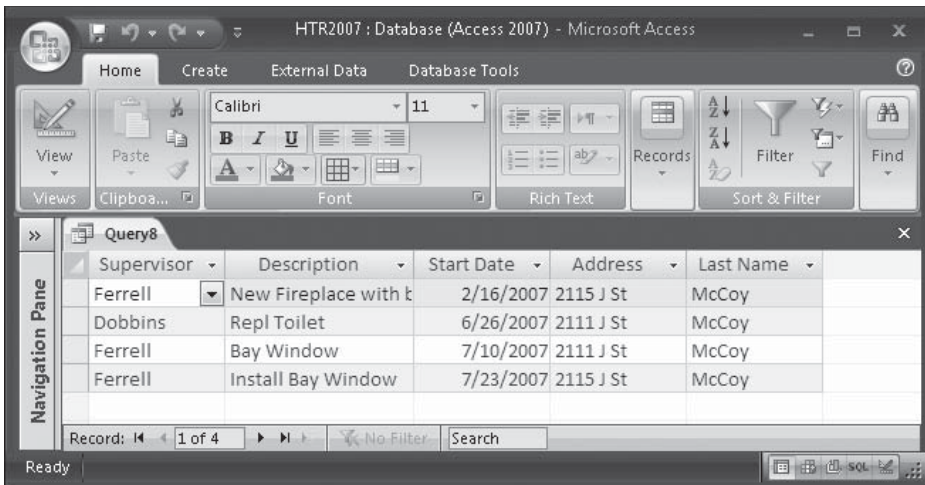 HTR2007 : Database (Access 2007) - Microsoft Access
Home Create External Data Database Tools
Calibri 11
B I U
A
ab
View Paste Records Filter Find
Views Clipboa... Font Rich Text Sort & Filter
Query8
Navigation Pane
Supervisor Description Start Date Address Last Name
Ferrell New Fireplace with b 2/16/2007 2115 J St McCoy
Dobbins Repl Toilet 6/26/2007 2111 J St McCoy
Ferrell Bay Window 7/10/2007 2111 J St McCoy
Ferrell Install Bay Window 7/23/2007 2115 J St McCoy
Record: 1 of 4 No Filter Search
Ready SQL